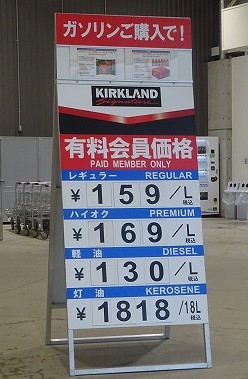 ガソリンご購入で!
KIRKLAND
Signature
有料会員価格
PAID MEMBER ONLY
レギュラー REGULAR
¥159/L 税込
ハイオク PREMIUM
¥169/L 税込
軽油 DIESEL
¥130/L 税込
灯油 KEROSENE
¥1818/18L 税込